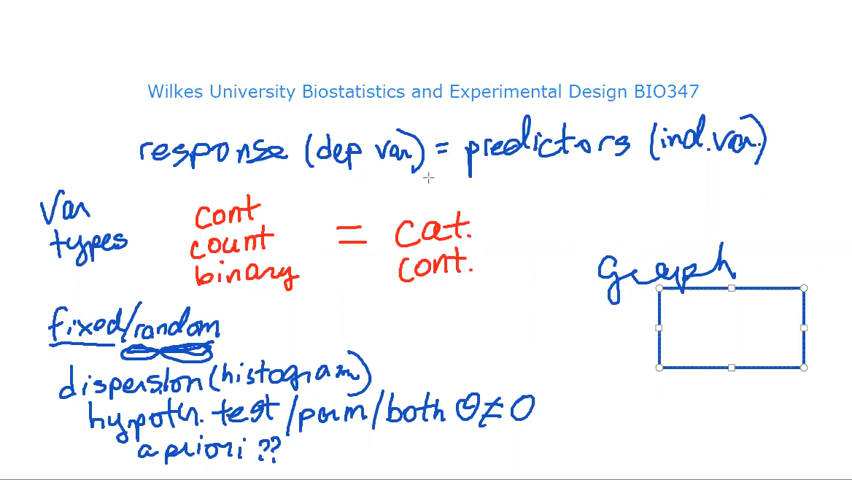 Wilkes University Biostatistics and Experimental Design BIO347
response (dep var.) = predictors (ind.var.)
Var
types
cont
count
binary
=
cat.
cont.
graph
fixed/random
dispersion (histogram)
hypoth. test /parm/both θ≠0
a priori ??